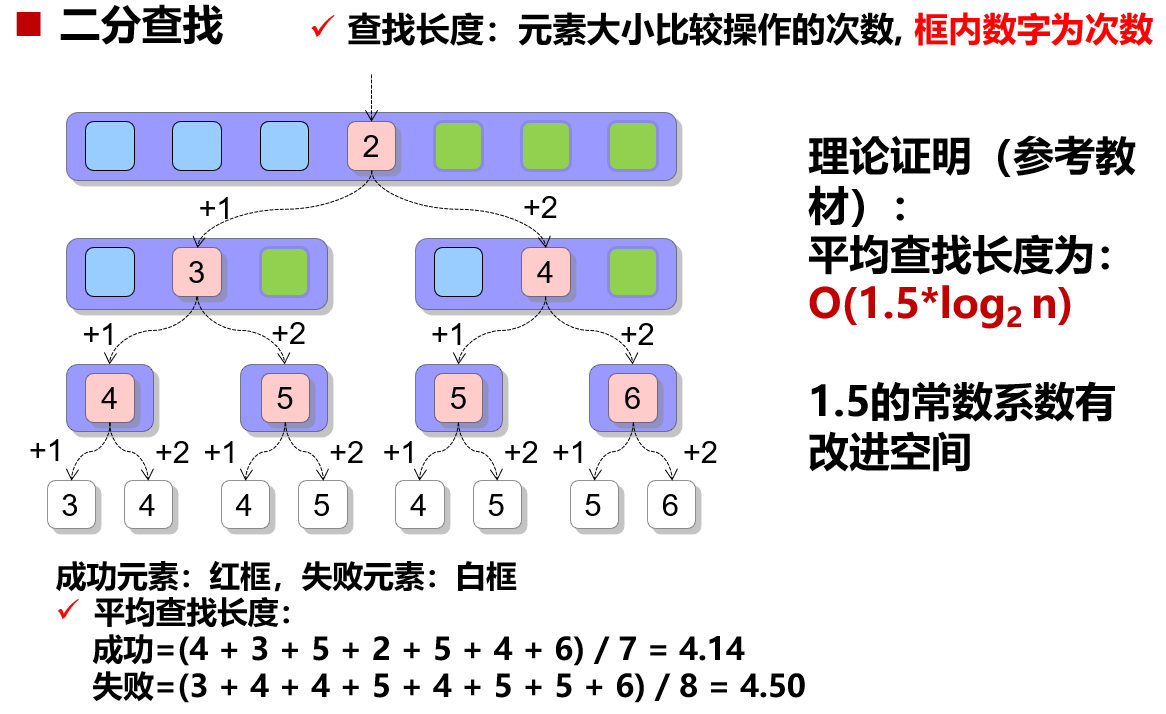 二分查找
✓ 查找长度：元素大小比较操作的次数, 框内数字为次数
2
+1 +2
3 4
+1 +2 +1 +2
4 5 5 6
+1 +2 +1 +2 +1 +2 +1 +2
3 4 4 5 4 5 5 6
理论证明（参考教
材）：
平均查找长度为：
O(1.5*log₂ n)
1.5的常数系数有
改进空间
成功元素：红框，失败元素：白框
✓ 平均查找长度：
成功=(4 + 3 + 5 + 2 + 5 + 4 + 6) / 7 = 4.14
失败=(3 + 4 + 4 + 5 + 4 + 5 + 5 + 6) / 8 = 4.50